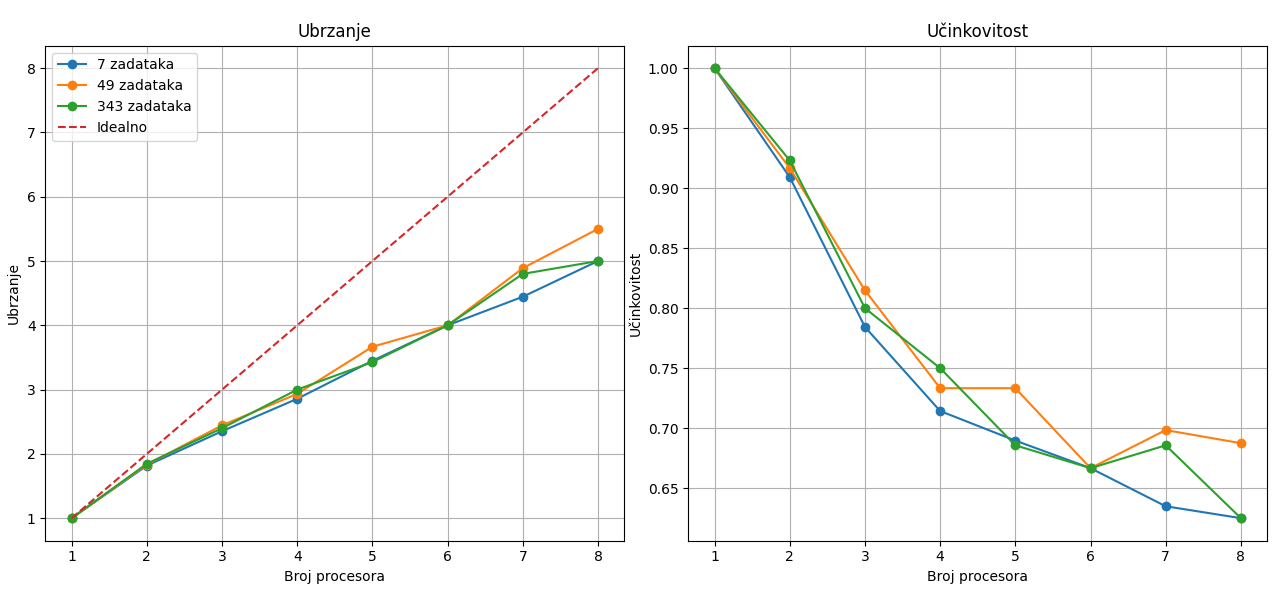 Ubrzanje
7 zadataka
49 zadataka
343 zadataka
Idealno
8
7
6
5
4
3
2
1
Ubrzanje
1 2 3 4 5 6 7 8
Broj procesora
Učinkovitost
1.00
0.95
0.90
0.85
0.80
0.75
0.70
0.65
Učinkovitost
1 2 3 4 5 6 7 8
Broj procesora